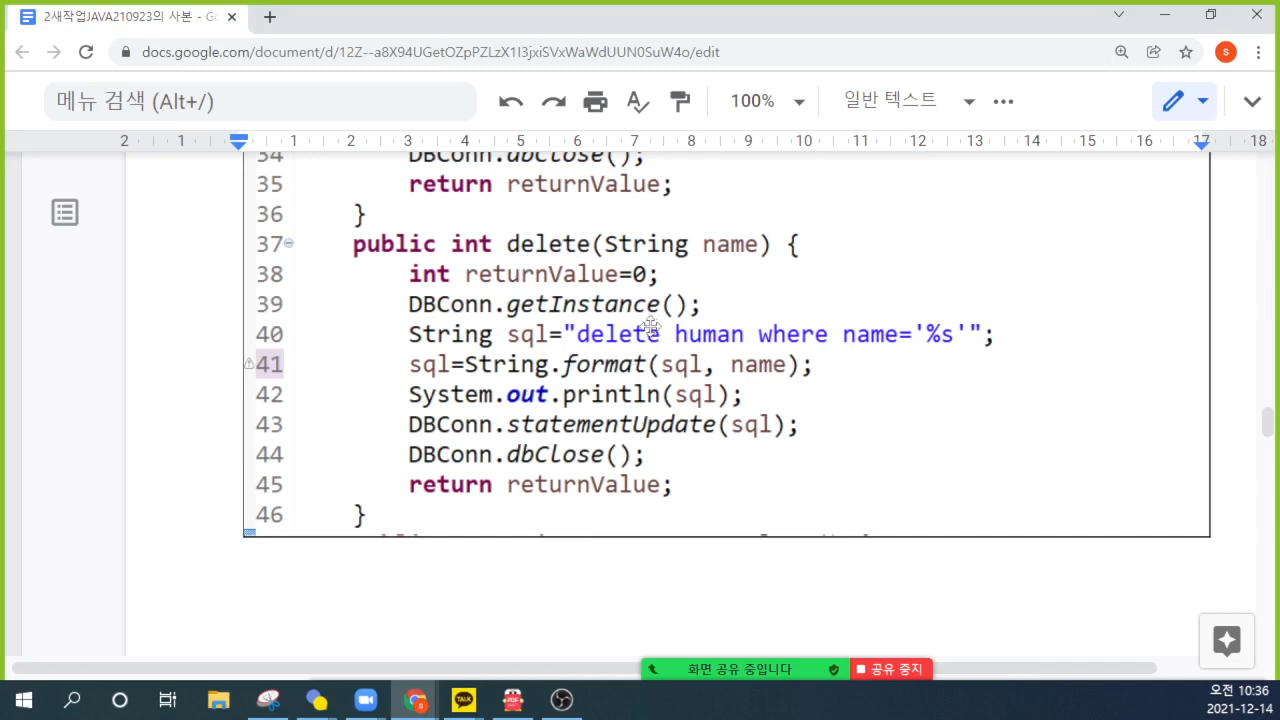 2새작업JAVA210923의 사본 - Go
docs.google.com/document/d/12Z--a8X94UGetOZpPZLzX1I3jxiSVxWaWdUUN0SuW4o/edit
S
메뉴 검색 (Alt+/)
100%
일반 텍스트
2 1 1 2 3 4 5 6 7 8 9 10 11 12 13 14 15 16 17 18
34 DBConn.dbClose();
35 return returnValue;
36 }
37 public int delete(String name) {
38 int returnValue=0;
39 DBConn.getInstance();
40 String sql="delete human where name='%s'";
41 sql=String.format(sql, name);
42 System.out.println(sql);
43 DBConn.statementUpdate(sql);
44 DBConn.dbClose();
45 return returnValue;
46 }
화면 공유 중입니다
공유 중지
TALK
PDF
오전 10:36
2021-12-14